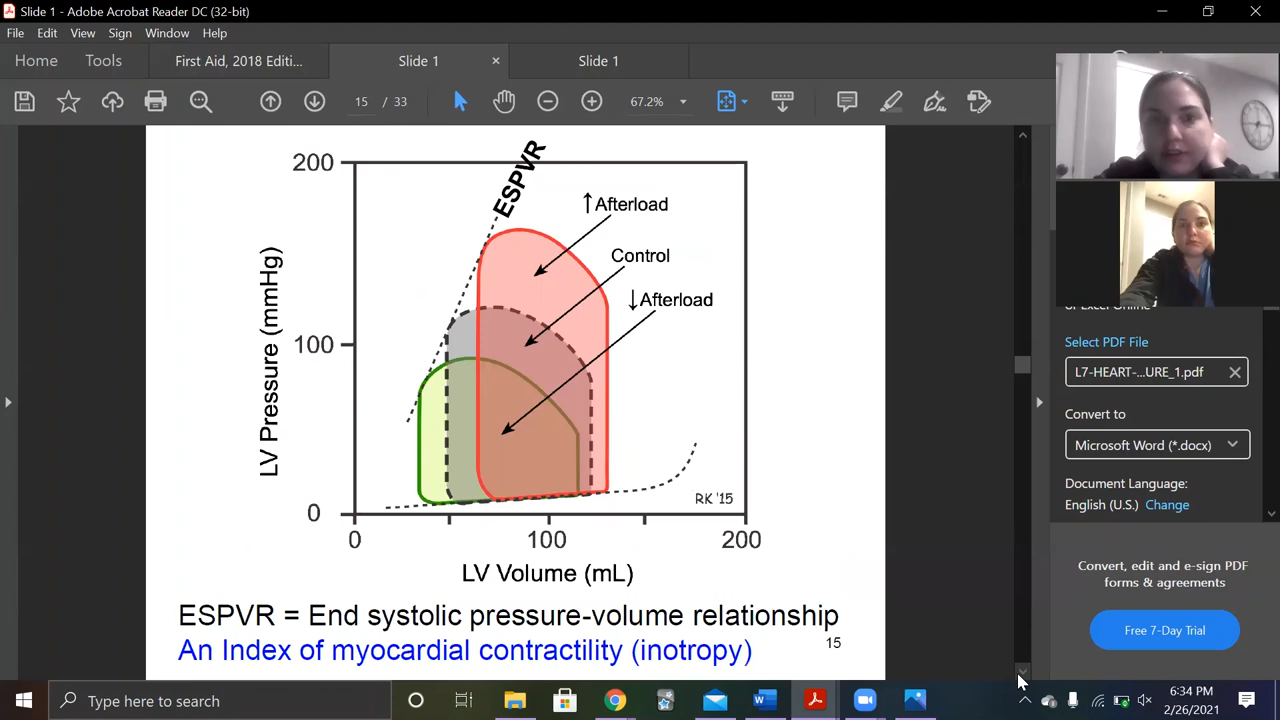 Slide 1 - Adobe Acrobat Reader DC (32-bit)
File Edit View Sign Window Help
Home Tools First Aid, 2018 Editi... Slide 1 × Slide 1
15 / 33 67.2%
200
ESPVR
↑Afterload
Control
↓Afterload
LV Pressure (mmHg)
100
0
RK '15
0 100 200
LV Volume (mL)
ESPVR = End systolic pressure-volume relationship
An Index of myocardial contractility (inotropy)
15
Select PDF File
L7-HEART-...URE_1.pdf
Convert to
Microsoft Word (*.docx)
Document Language:
English (U.S.) Change
Convert, edit and e-sign PDF
forms & agreements
Free 7-Day Trial
Type here to search
6:34 PM
2/26/2021